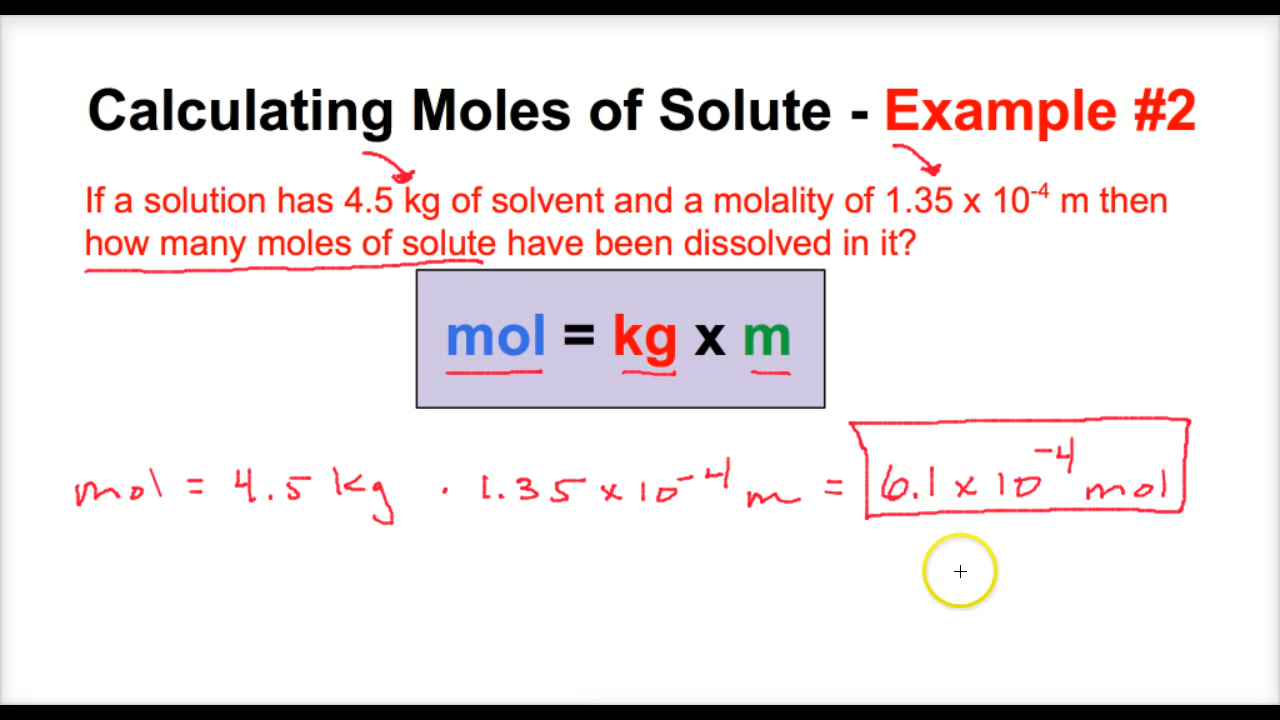 Calculating Moles of Solute - Example #2
If a solution has 4.5 kg of solvent and a molality of 1.35 x 10⁻⁴ m then
how many moles of solute have been dissolved in it?
mol = kg x m
mol = 4.5 kg · 1.35 x 10⁻⁴ m = 6.1 x 10⁻⁴ mol